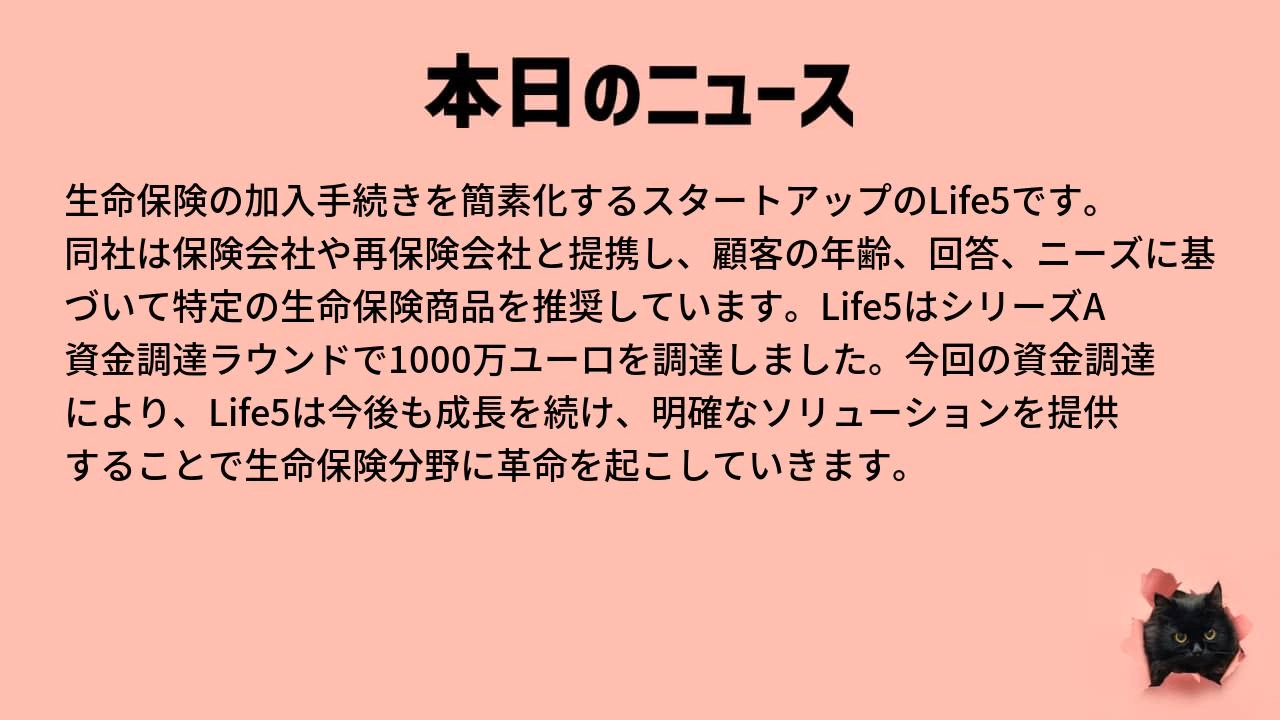 本日のニュース
生命保険の加入手続きを簡素化するスタートアップのLife5です。
同社は保険会社や再保険会社と提携し、顧客の年齢、回答、ニーズに基
づいて特定の生命保険商品を推奨しています。Life5はシリーズA
資金調達ラウンドで1000万ユーロを調達しました。今回の資金調達
により、Life5は今後も成長を続け、明確なソリューションを提供
することで生命保険分野に革命を起こしていきます。